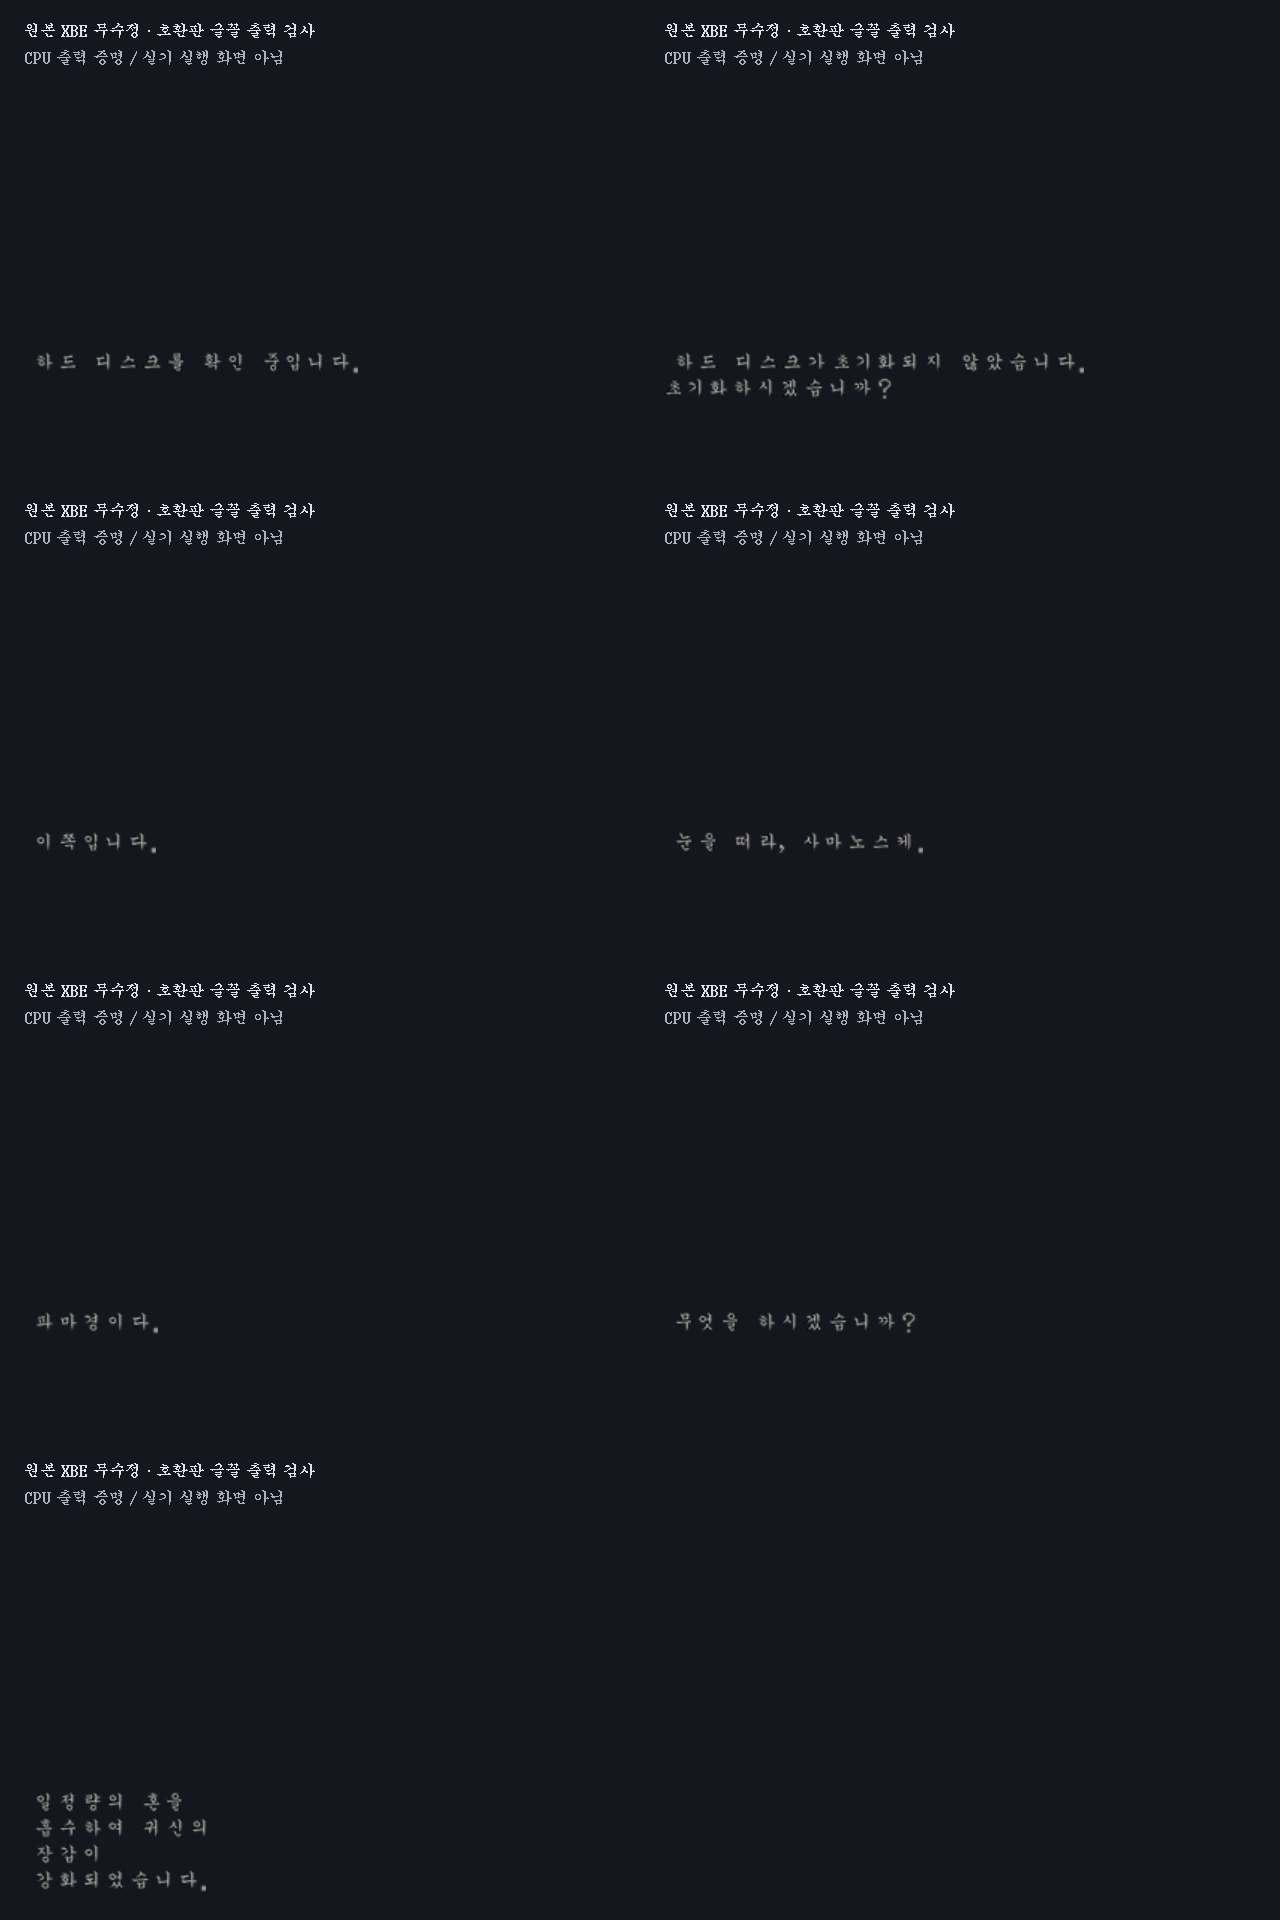 원본 XBE 무수정 · 호환판 글꼴 출력 검사
CPU 출력 증명 / 실기 실행 화면 아님
하드 디스크를 확인 중입니다.
원본 XBE 무수정 · 호환판 글꼴 출력 검사
CPU 출력 증명 / 실기 실행 화면 아님
하드 디스크가 초기화되지 않았습니다.
초기화하시겠습니까?
원본 XBE 무수정 · 호환판 글꼴 출력 검사
CPU 출력 증명 / 실기 실행 화면 아님
이쪽입니다.
원본 XBE 무수정 · 호환판 글꼴 출력 검사
CPU 출력 증명 / 실기 실행 화면 아님
눈을 떠라, 사마노스케.
원본 XBE 무수정 · 호환판 글꼴 출력 검사
CPU 출력 증명 / 실기 실행 화면 아님
파마경이다.
원본 XBE 무수정 · 호환판 글꼴 출력 검사
CPU 출력 증명 / 실기 실행 화면 아님
무엇을 하시겠습니까?
원본 XBE 무수정 · 호환판 글꼴 출력 검사
CPU 출력 증명 / 실기 실행 화면 아님
일정량의 혼을
흡수하여 귀신의
장갑이
강화되었습니다.